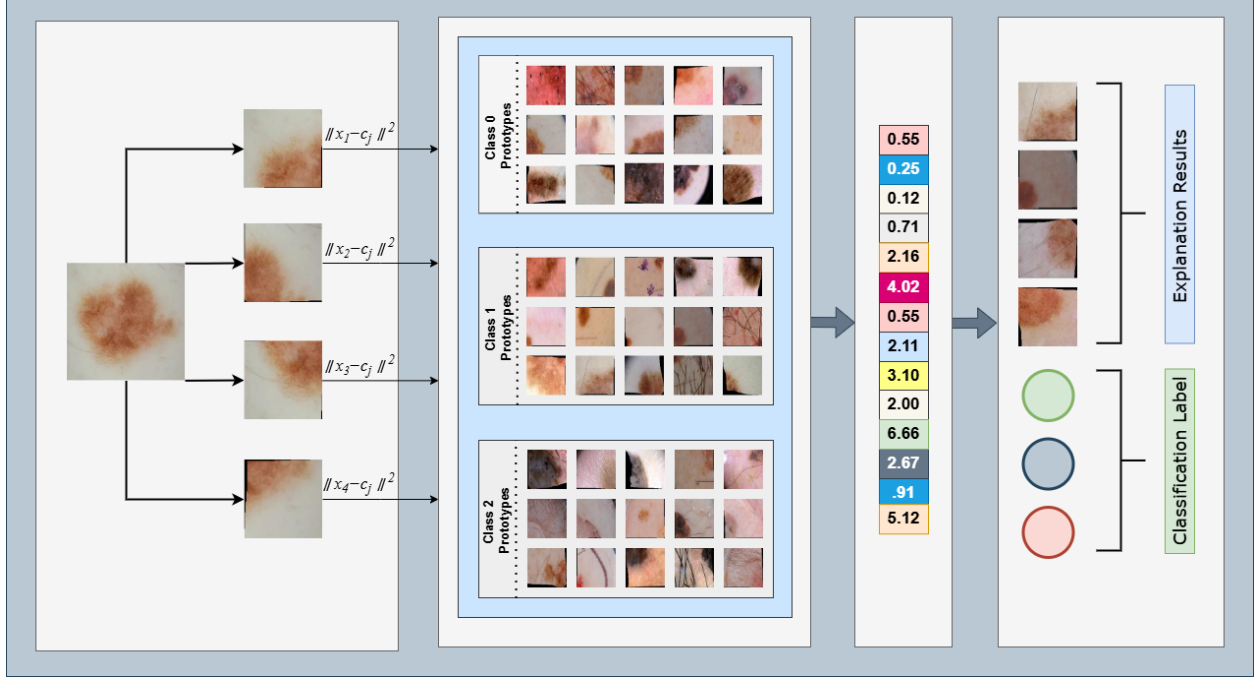 ‖x₁−cⱼ‖²
‖x₂−cⱼ‖²
‖x₃−cⱼ‖²
‖x₄−cⱼ‖²
Class 0
Prototypes
Class 1
Prototypes
Class 2
Prototypes
0.55
0.25
0.12
0.71
2.16
4.02
0.55
2.11
3.10
2.00
6.66
2.67
.91
5.12
Explanation Results
Classification Label